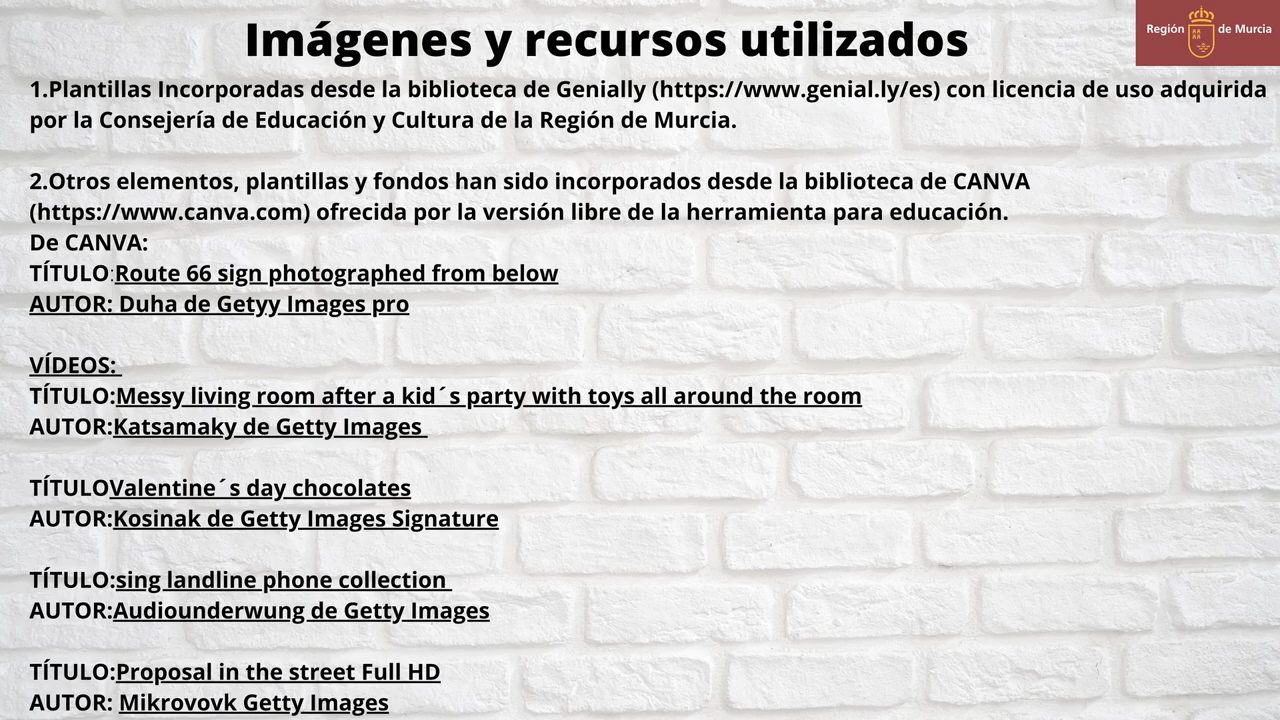 Imágenes y recursos utilizados
Región de Murcia
1.Plantillas Incorporadas desde la biblioteca de Genially (https://www.genial.ly/es) con licencia de uso adquirida
por la Consejería de Educación y Cultura de la Región de Murcia.
2.Otros elementos, plantillas y fondos han sido incorporados desde la biblioteca de CANVA
(https://www.canva.com) ofrecida por la versión libre de la herramienta para educación.
De CANVA:
TÍTULO:Route 66 sign photographed from below
AUTOR: Duha de Getyy Images pro
VÍDEOS:
TÍTULO:Messy living room after a kid´s party with toys all around the room
AUTOR:Katsamaky de Getty Images
TÍTULOValentine´s day chocolates
AUTOR:Kosinak de Getty Images Signature
TÍTULO:sing landline phone collection
AUTOR:Audiounderwung de Getty Images
TÍTULO:Proposal in the street Full HD
AUTOR: Mikrovovk Getty Images